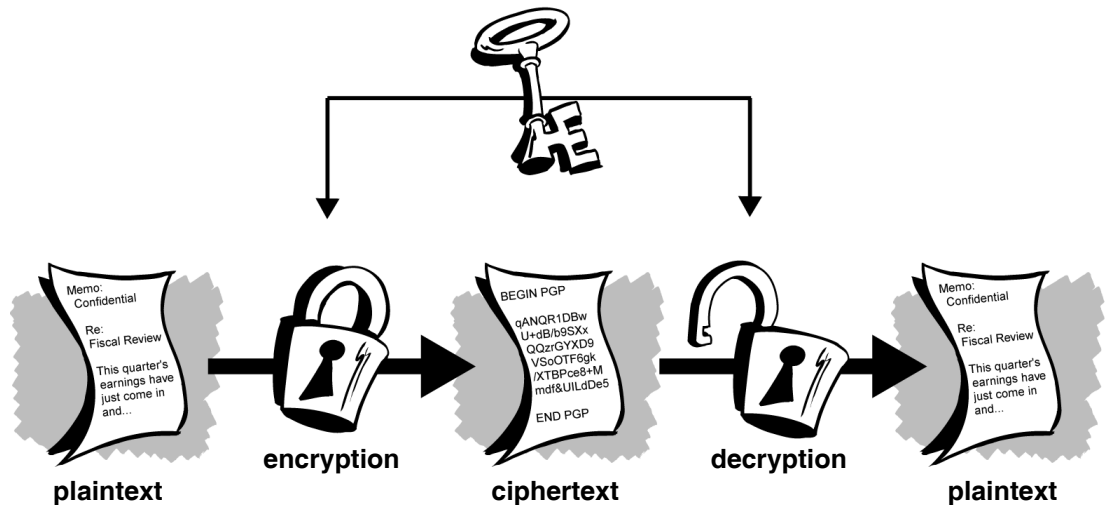 Memo:
Confidential
Re:
Fiscal Review
This quarter's
earnings have
just come in
and...
plaintext
encryption
BEGIN PGP
qANQR1DBw
U+dB/b9SXx
QQzrGYXD9
VSoOTF6gk
/XTBPce8+M
mdf&UILdDe5
END PGP
ciphertext
decryption
Memo:
Confidential
Re:
Fiscal Review
This quarter's
earnings have
just come in
and...
plaintext